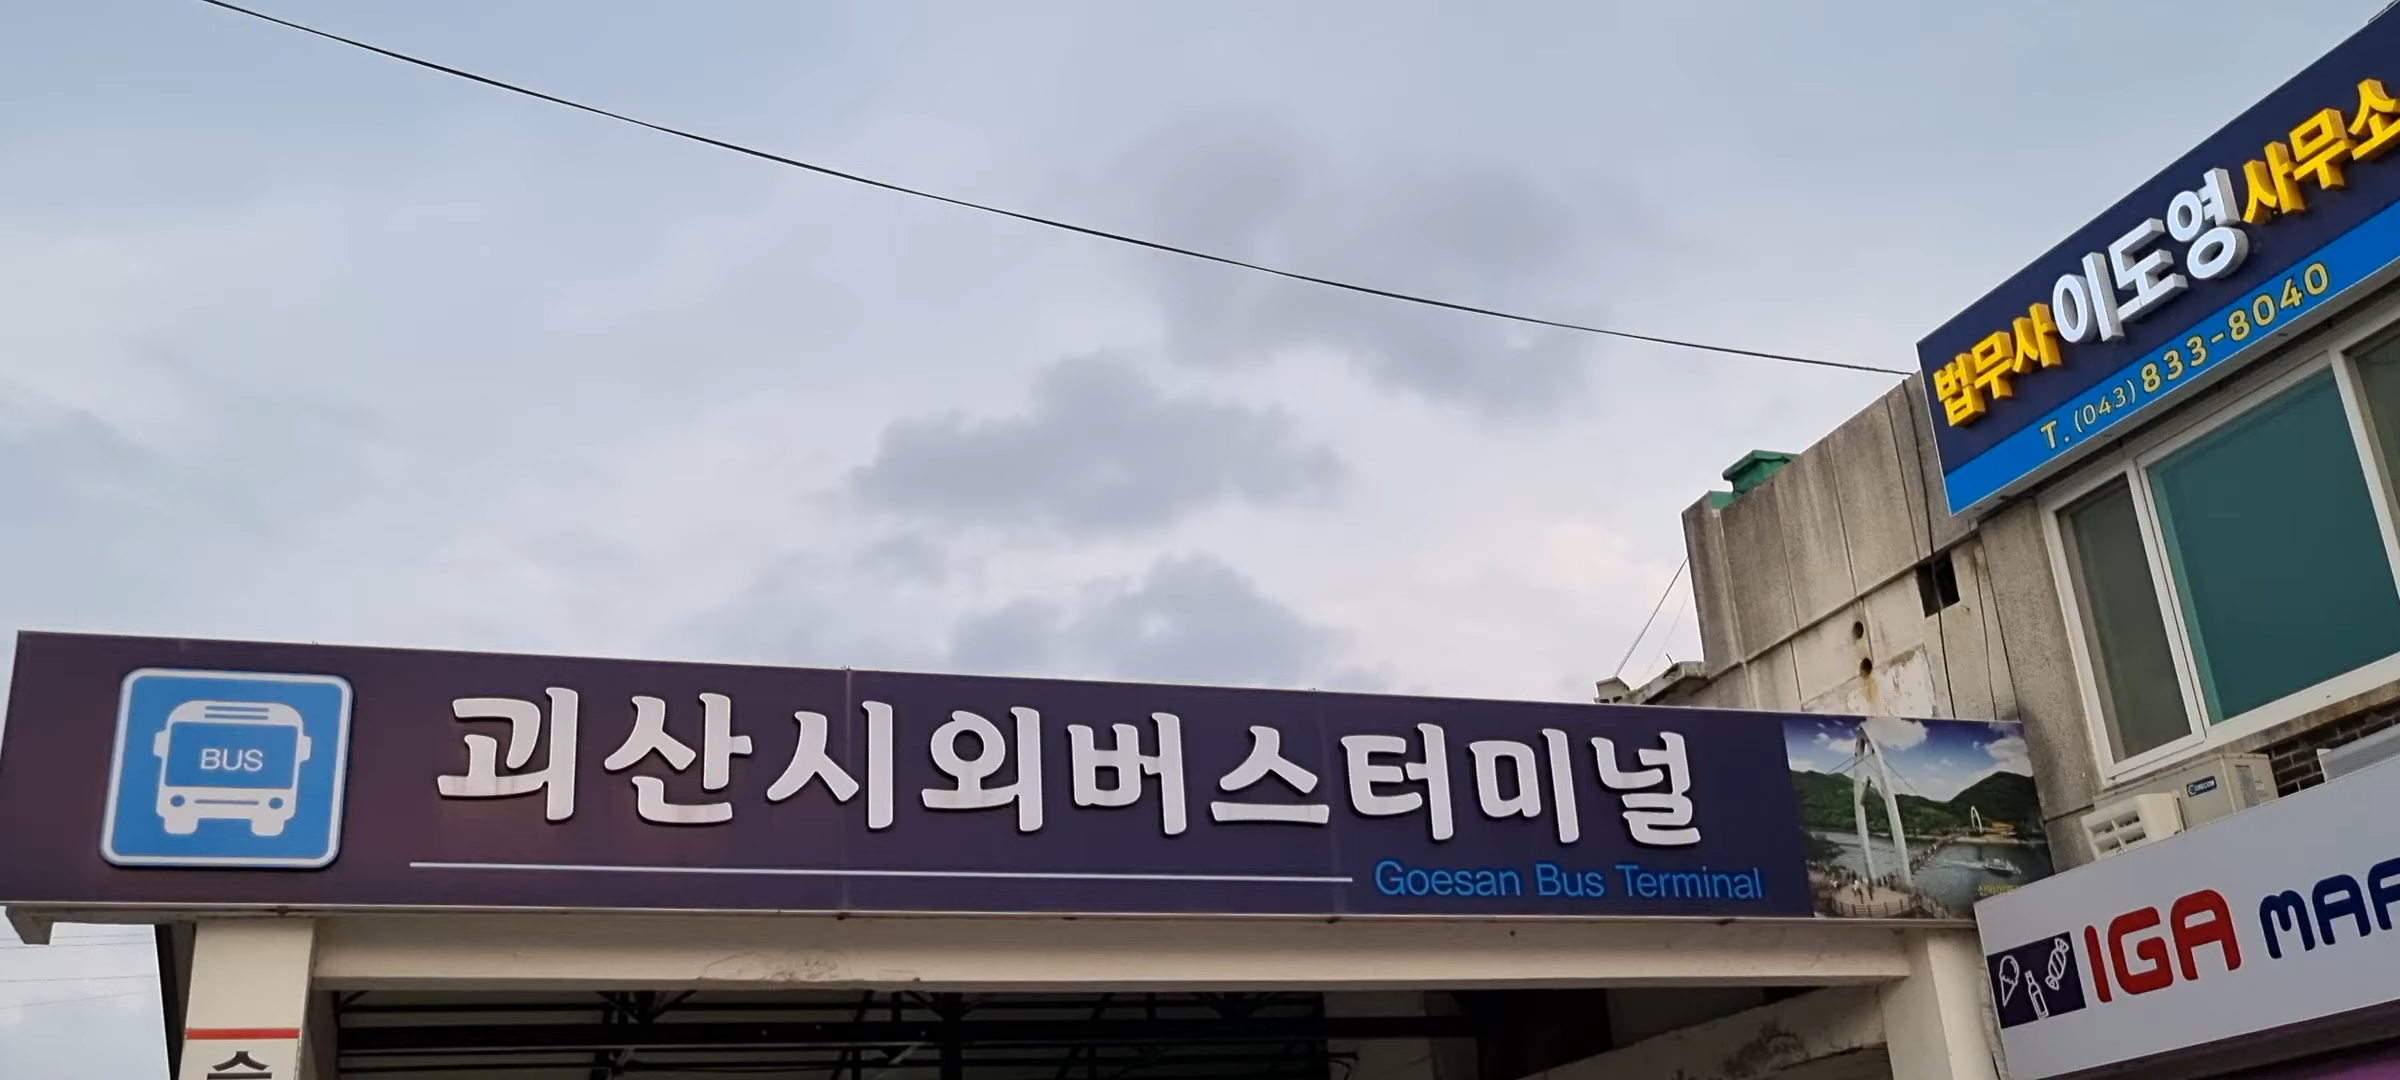 법무사이도영사무소
T. (043) 833-8040
BUS
괴산시외버스터미널
Goesan Bus Terminal
IGA